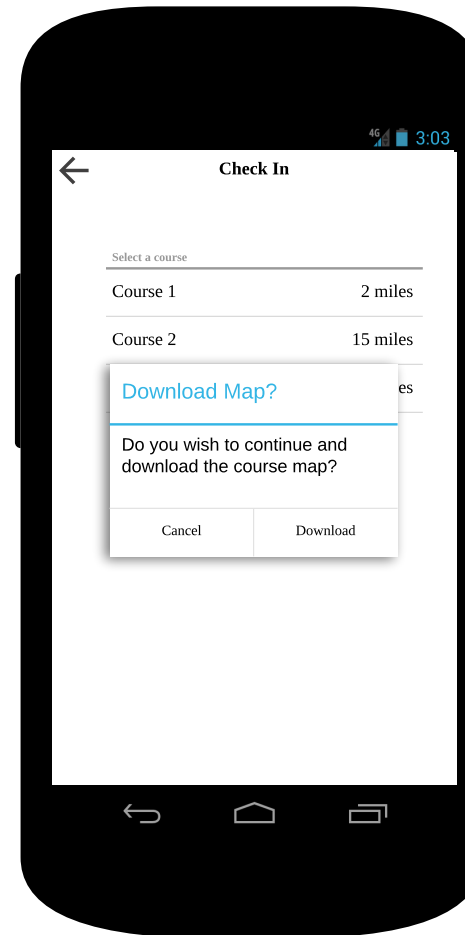 4G 3:03
Check In
Select a course
Course 1 2 miles
Course 2 15 miles
Download Map?
Do you wish to continue and
download the course map?
Cancel Download